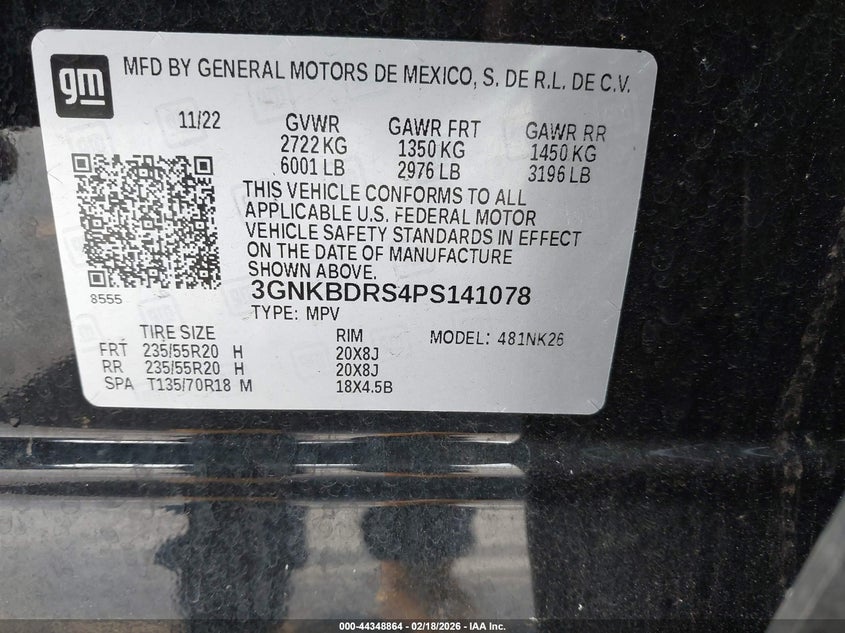 gm
MFD BY GENERAL MOTORS DE MEXICO, S. DE R.L. DE C.V.
11/22 GVWR GAWR FRT GAWR RR
2722 KG 1350 KG 1450 KG
6001 LB 2976 LB 3196 LB
THIS VEHICLE CONFORMS TO ALL
APPLICABLE U.S. FEDERAL MOTOR
VEHICLE SAFETY STANDARDS IN EFFECT
ON THE DATE OF MANUFACTURE
SHOWN ABOVE.
8555
3GNKBDRS4PS141078
TYPE: MPV
TIRE SIZE RIM MODEL: 481NK26
FRT 235/55R20 H 20X8J
RR 235/55R20 H 20X8J
SPA T135/70R18 M 18X4.5B
000-44348864 - 02/18/2026 - IAA Inc.